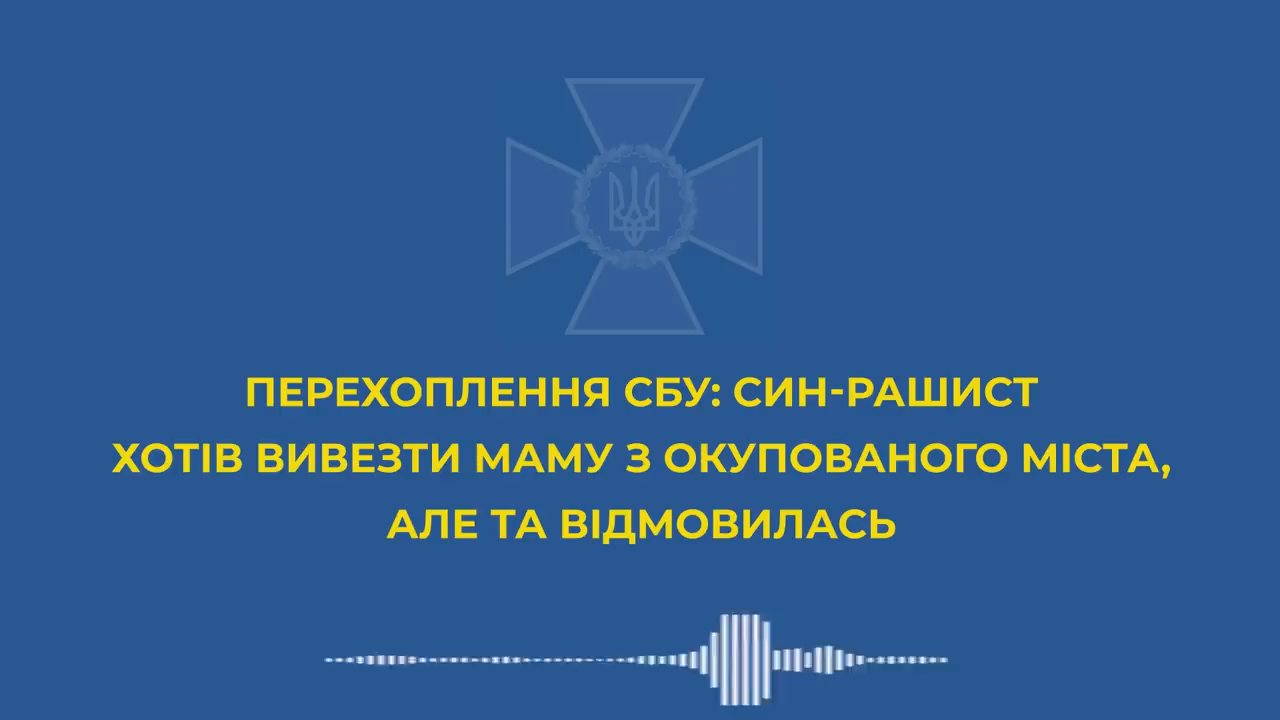 ПЕРЕХОПЛЕННЯ СБУ: СИН-РАШИСТ
ХОТІВ ВИВЕЗТИ МАМУ З ОКУПОВАНОГО МІСТА,
АЛЕ ТА ВІДМОВИЛАСЬ